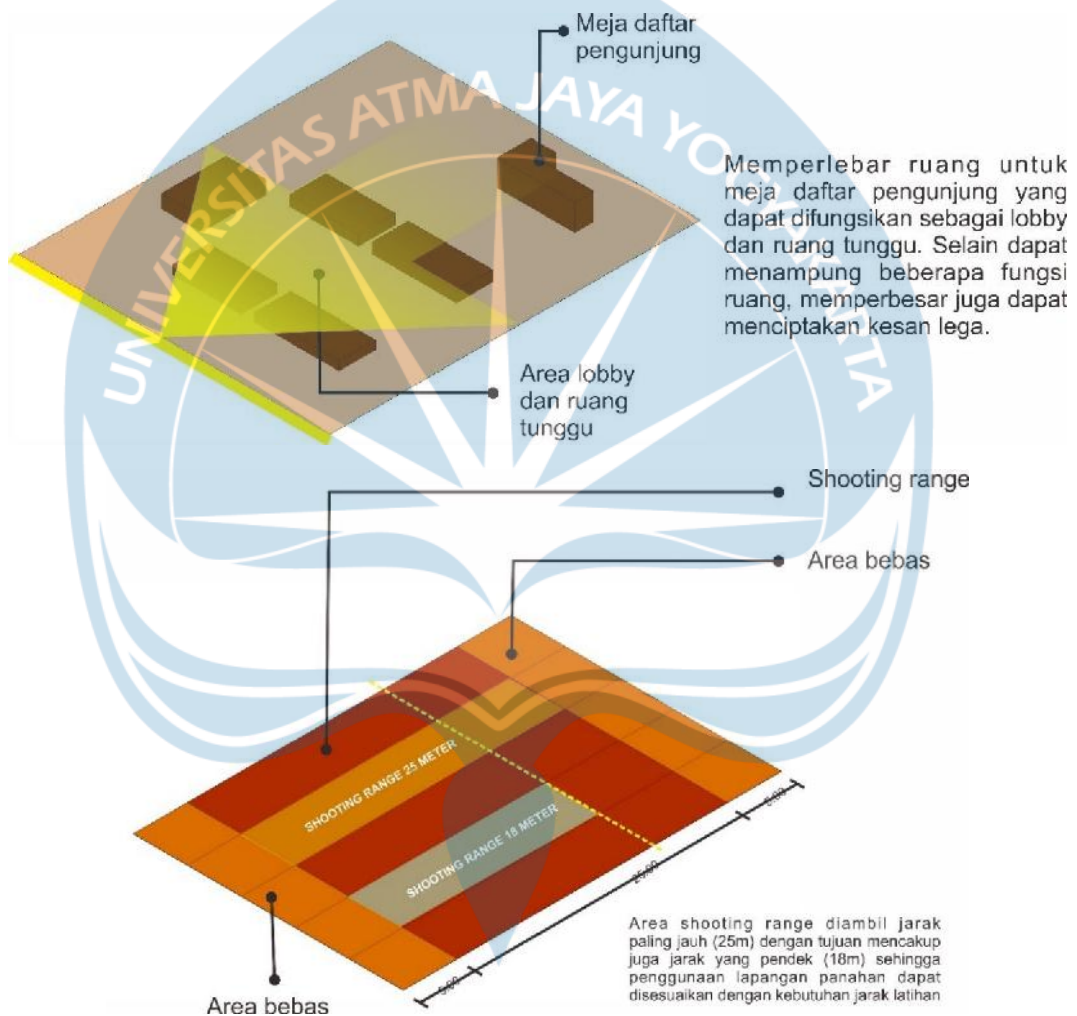 Meja daftar
pengunjung
UNIVERSITAS ATMA JAYA YOGYAKARTA
Memperlebar ruang untuk
meja daftar pengunjung yang
dapat difungsikan sebagai lobby
dan ruang tunggu. Selain dapat
menampung beberapa fungsi
ruang, memperbesar juga dapat
menciptakan kesan lega.
Area lobby
dan ruang
tunggu
Shooting range
Area bebas
SHOOTING RANGE 25 METER
SHOOTING RANGE 18 METER
5.00
25.00
5.00
Area shooting range diambil jarak
paling jauh (25m) dengan tujuan mencakup
juga jarak yang pendek (18m) sehingga
penggunaan lapangan panahan dapat
disesuaikan dengan kebutuhan jarak latihan
Area bebas